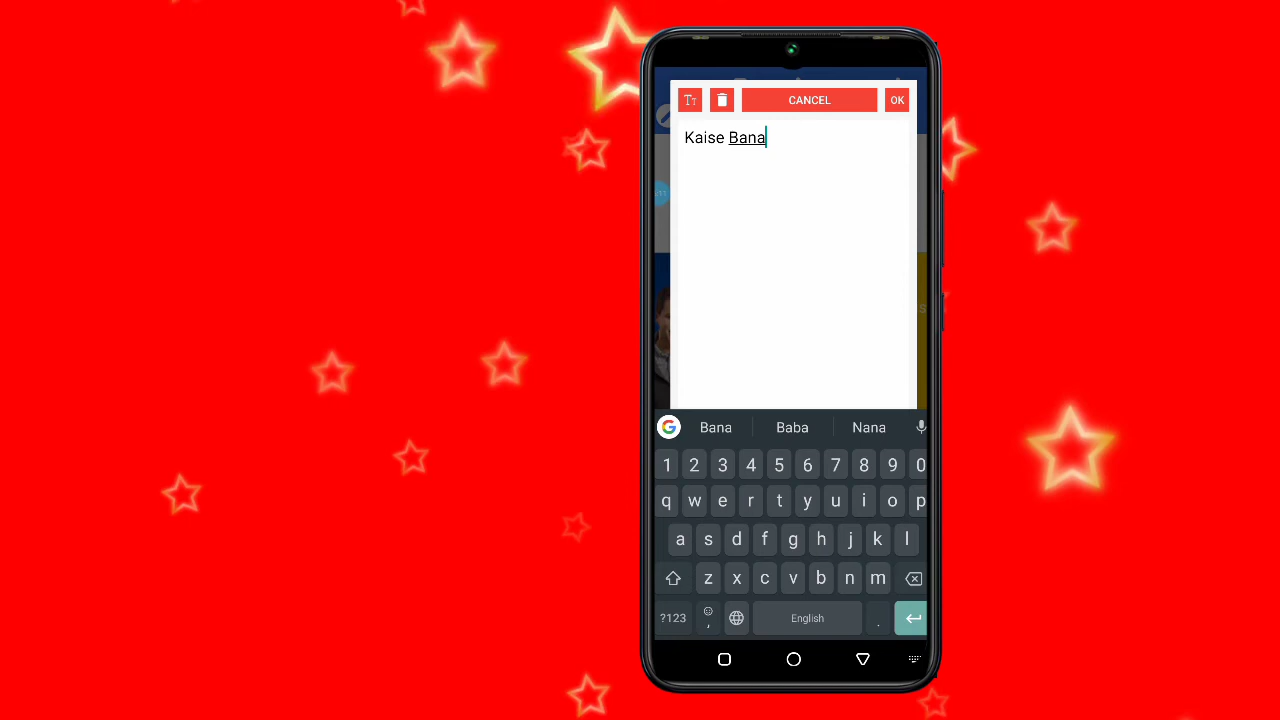 TT CANCEL OK
Kaise Bana
G Bana Baba Nana
1 2 3 4 5 6 7 8 9 0
q w e r t y u i o p
a s d f g h j k l
z x c v b n m
?123 , English .